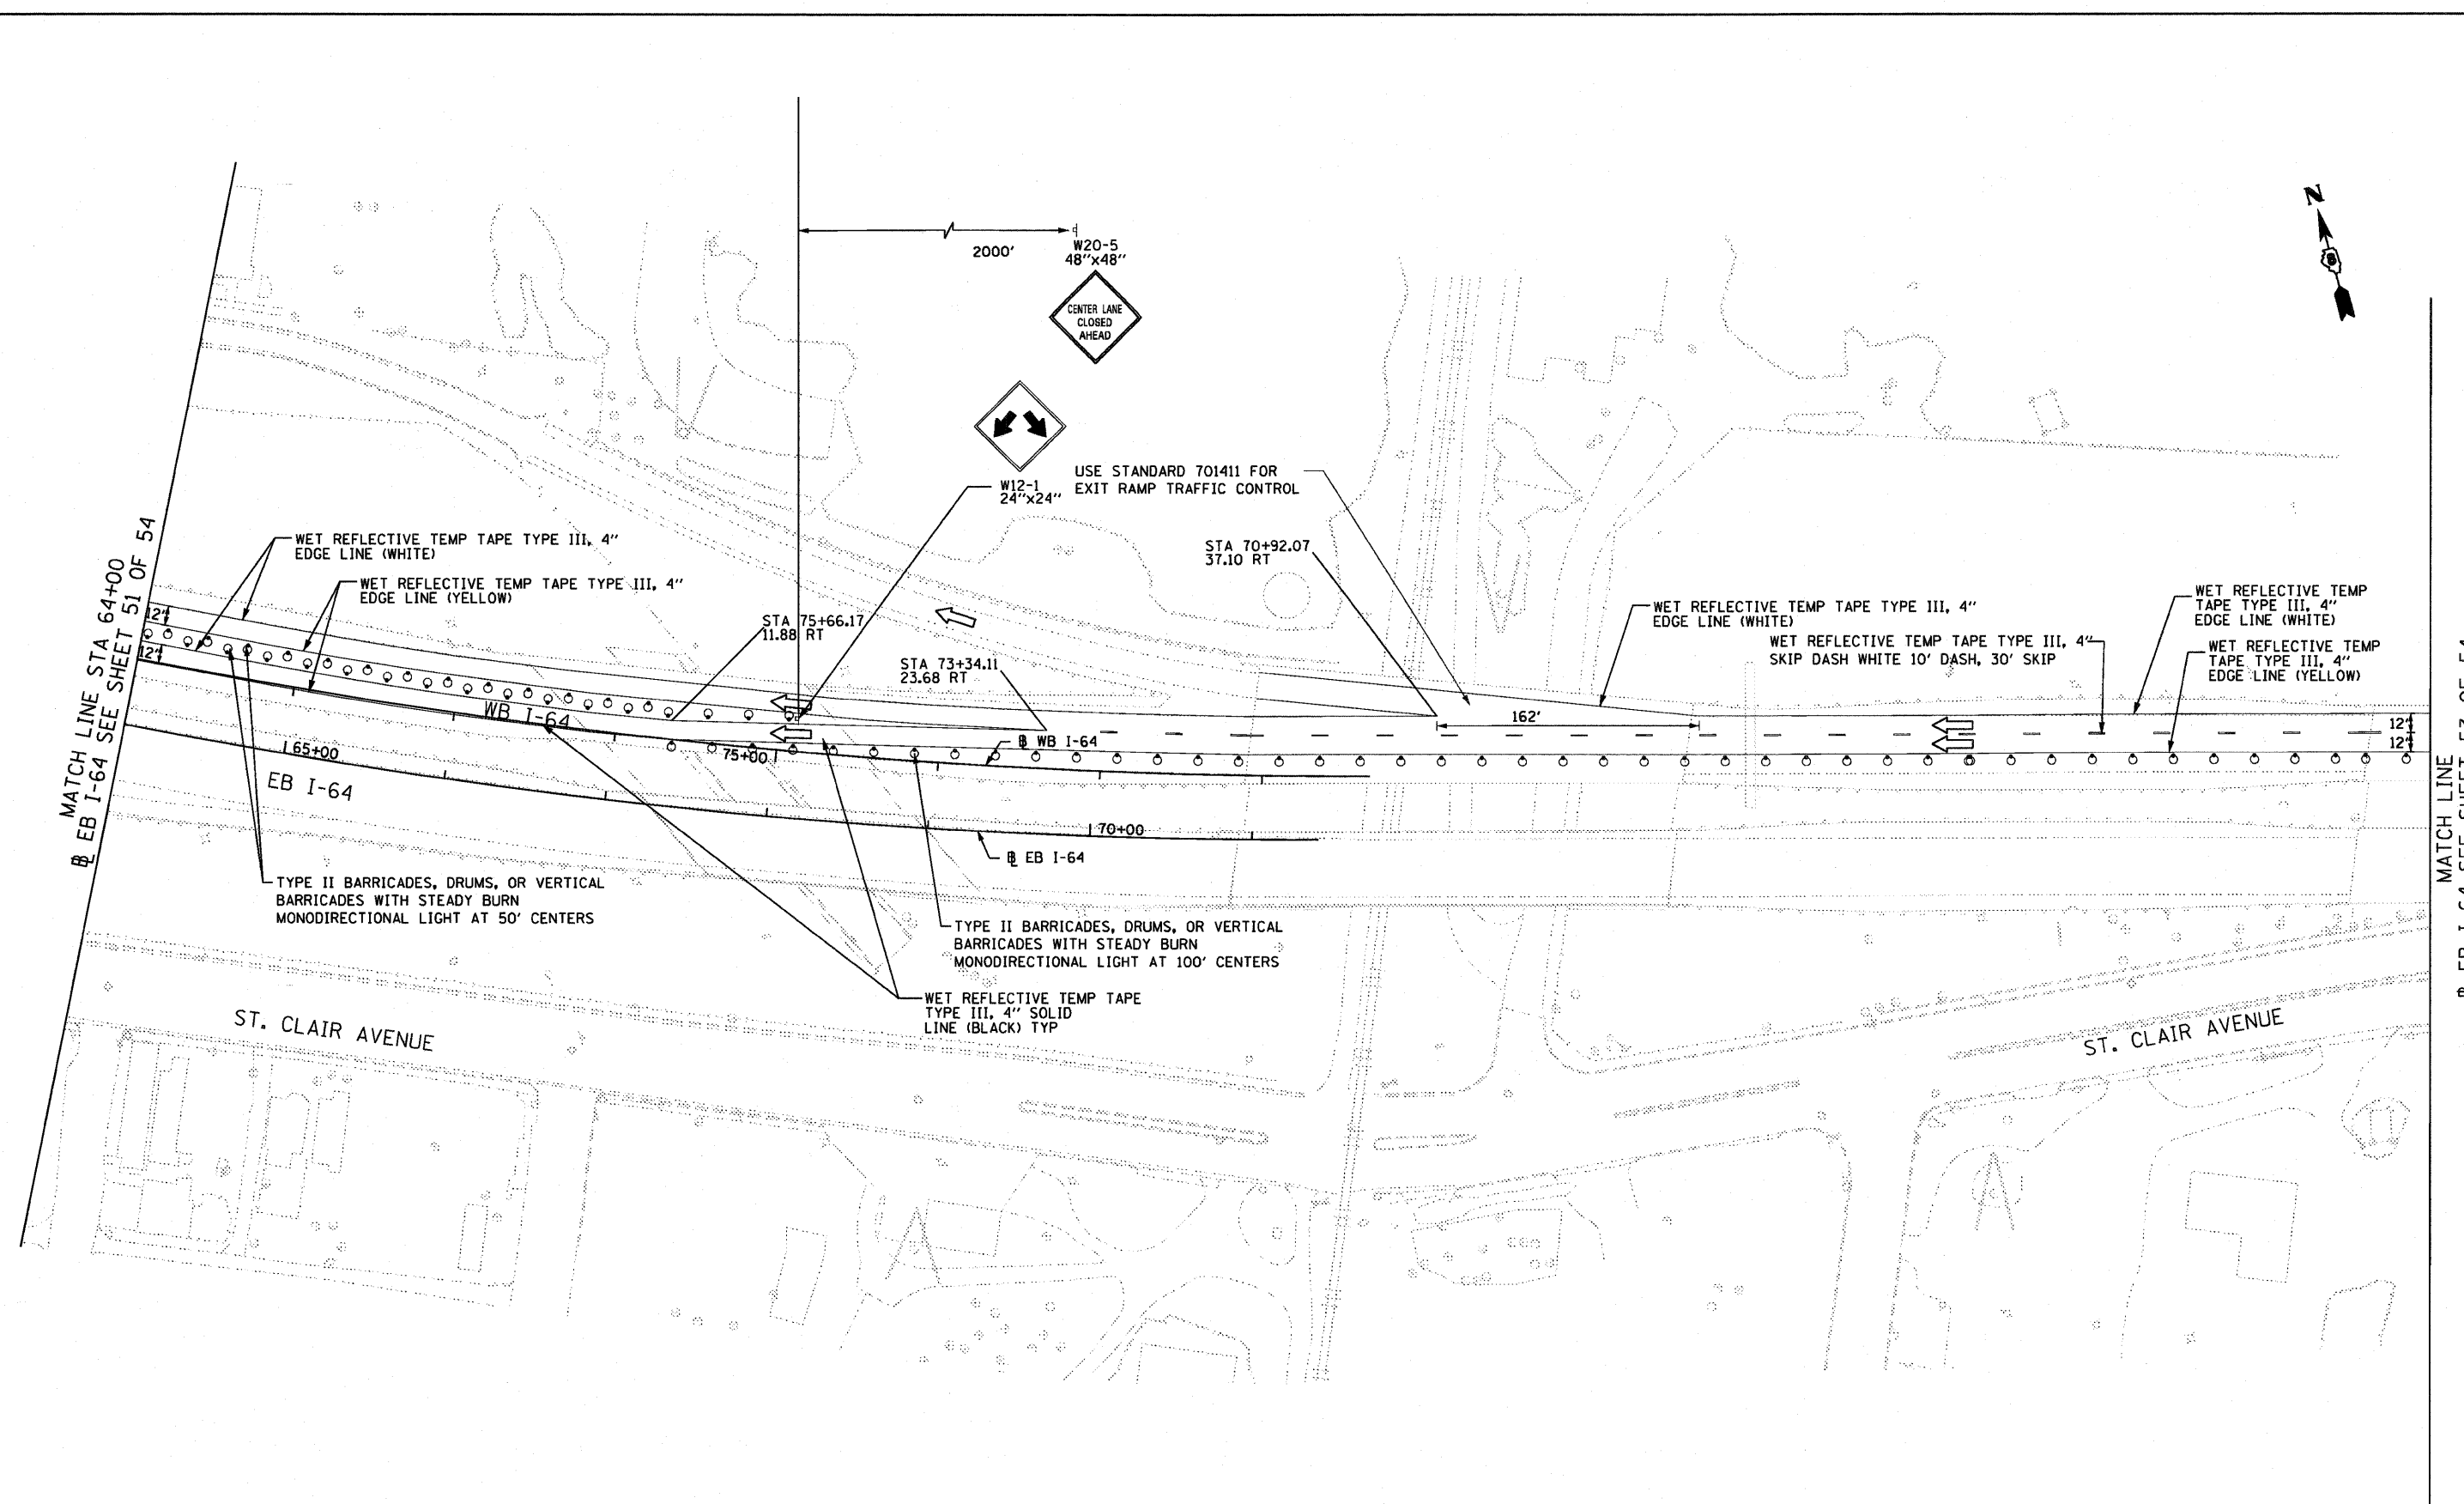 N
2000'
W20-5
48"x48"
CENTER LANE
CLOSED
AHEAD
W12-1
24"x24"
USE STANDARD 701411 FOR
EXIT RAMP TRAFFIC CONTROL
STA 70+92.07
37.10 RT
MATCH LINE STA 64+00
℄ EB I-64 SEE SHEET 51 OF 54
WET REFLECTIVE TEMP TAPE TYPE III, 4"
EDGE LINE (WHITE)
WET REFLECTIVE TEMP TAPE TYPE III, 4"
EDGE LINE (YELLOW)
12'
12'
STA 75+66.17
11.88 RT
STA 73+34.11
23.68 RT
WET REFLECTIVE TEMP TAPE TYPE III, 4"
EDGE LINE (WHITE)
WET REFLECTIVE TEMP TAPE TYPE III, 4"
SKIP DASH WHITE 10' DASH, 30' SKIP
WET REFLECTIVE TEMP
TAPE TYPE III, 4"
EDGE LINE (WHITE)
WET REFLECTIVE TEMP
TAPE TYPE III, 4"
EDGE LINE (YELLOW)
162'
12'
12'
WB I-64
℄ WB I-64
65+00
75+00
EB I-64
70+00
℄ EB I-64
MATCH LINE
TYPE II BARRICADES, DRUMS, OR VERTICAL
BARRICADES WITH STEADY BURN
MONODIRECTIONAL LIGHT AT 50' CENTERS
TYPE II BARRICADES, DRUMS, OR VERTICAL
BARRICADES WITH STEADY BURN
MONODIRECTIONAL LIGHT AT 100' CENTERS
WET REFLECTIVE TEMP TAPE
TYPE III, 4" SOLID
LINE (BLACK) TYP
ST. CLAIR AVENUE
ST. CLAIR AVENUE